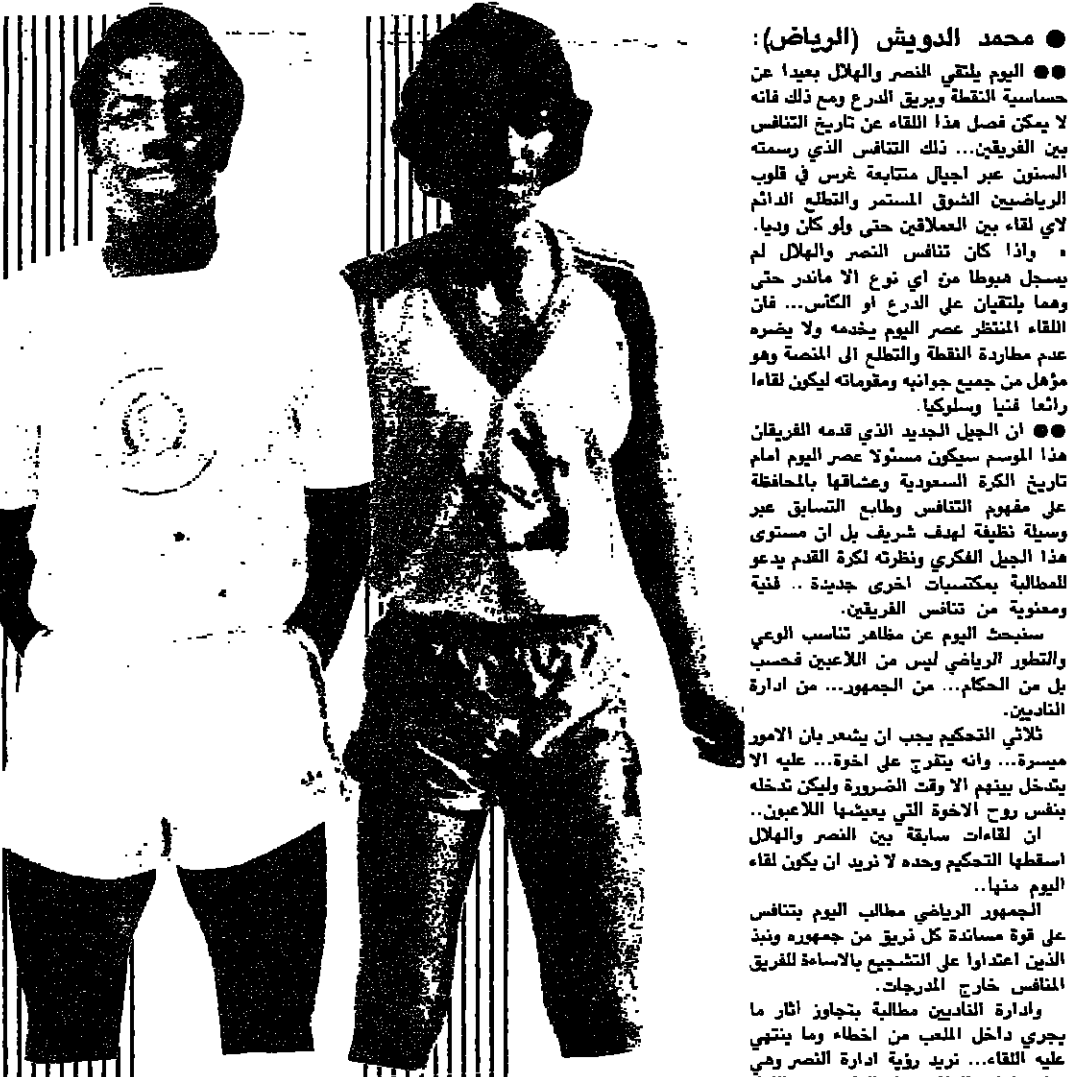 ● محمد الدويش (الرياض):
●● اليوم يلتقي النصر والهلال بعيدا عن
حساسية النقطة وبريق الدرع ومع ذلك فانه
لا يمكن فصل هذا اللقاء عن تاريخ التنافس
بين الفريقين... ذلك التنافس الذي رسمته
السنون عبر اجيال متتابعة غرس في قلوب
الرياضيين الشوق المستمر والتطلع الدائم
لاي لقاء بين العملاقين حتى ولو كان وديا.
• واذا كان تنافس النصر والهلال لم
يسجل هبوطا من اي نوع الا ماندر حتى
وهما يلتقيان على الدرع او الكأس... فان
اللقاء المنتظر عصر اليوم يخدمه ولا يضره
عدم مطاردة النقطة والتطلع الى المنصة وهو
مؤهل من جميع جوانبه ومقوماته ليكون لقاءا
رائعا فنيا وسلوكيا.
●● ان الجيل الجديد الذي قدمه الفريقان
هذا الموسم سيكون مسئولا عصر اليوم امام
تاريخ الكرة السعودية وعشاقها بالمحافظة
على مفهوم التنافس وطابع التسابق عبر
وسيلة نظيفة لهدف شريف بل ان مستوى
هذا الجيل الفكري ونظرته لكرة القدم يدعو
للمطالبة بمكتسبات اخرى جديدة .. فنية
ومعنوية من تنافس الفريقين.
سنبحث اليوم عن مظاهر تناسب الوعي
والتطور الرياضي ليس من اللاعبين فحسب
بل من الحكام... من الجمهور... من ادارة
الناديين.
ثلاثي التحكيم يجب ان يشعر بان الامور
ميسرة... وانه يتفرج على اخوة... عليه الا
يتدخل بينهم الا وقت الضرورة وليكن تدخله
بنفس روح الاخوة التي يعيشها اللاعبون..
ان لقاءات سابقة بين النصر والهلال
اسقطها التحكيم وحده لا نريد ان يكون لقاء
اليوم منها..
الجمهور الرياضي مطالب اليوم بتنافس
على قوة مساندة كل فريق من جمهوره ونبذ
الذين اعتداوا على التشجيع بالاساءة للفريق
المنافس خارج المدرجات.
وادارة الناديين مطالبة بتجاوز أثار ما
يجري داخل الملعب من اخطاء وما ينتهي
عليه اللقاء... نريد رؤية ادارة النصر وهي